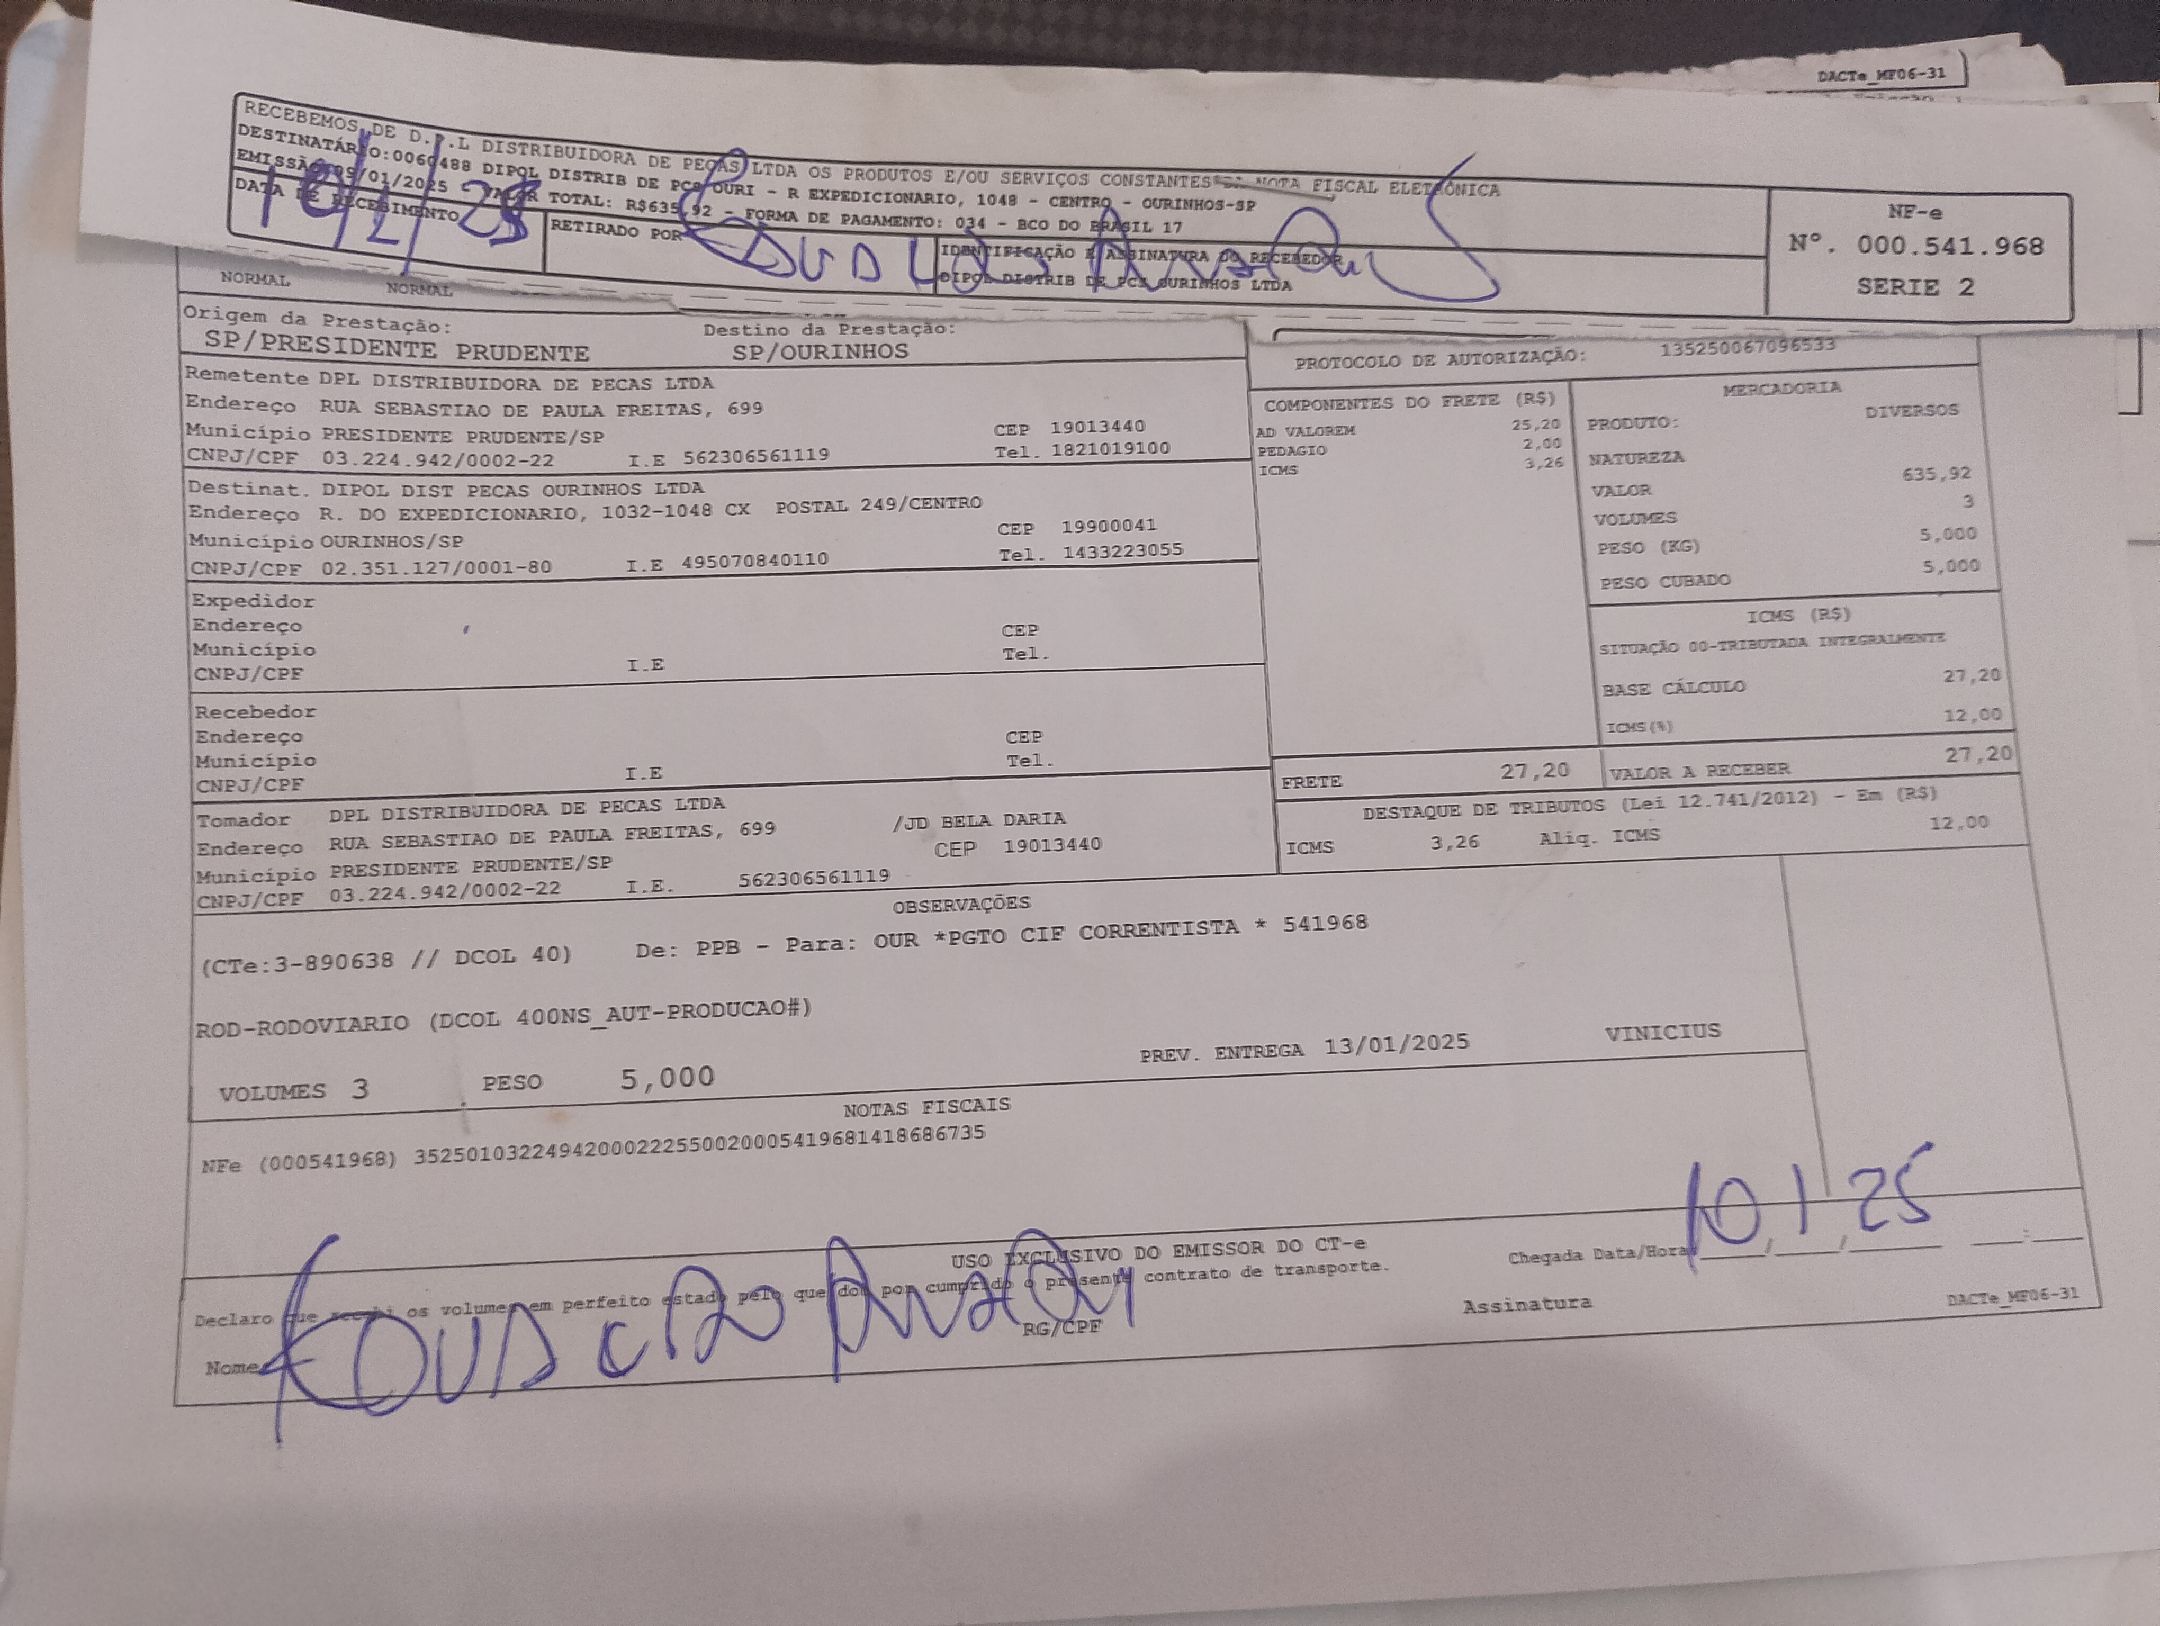 DACTe_MF06-31
RECEBEMOS DE D.P.L DISTRIBUIDORA DE PEÇAS LTDA OS PRODUTOS E/OU SERVIÇOS CONSTANTES DA NOTA FISCAL ELETRÔNICA
DESTINATÁRIO:0060488 DIPOL DISTRIB DE PCS OURI - R EXPEDICIONARIO, 1048 - CENTRO - OURINHOS-SP
EMISSÃO 09/01/2025 - VALOR TOTAL: R$635,92 - FORMA DE PAGAMENTO: 034 - BCO DO BRASIL 17
DATA DE RECEBIMENTO
10/1/25
RETIRADO POR
IDENTIFICAÇÃO E ASSINATURA DO RECEBEDOR
DIPOL DISTRIB DE PCS OURINHOS LTDA
NF-e
Nº. 000.541.968
SERIE 2
NORMAL NORMAL
Origem da Prestação: Destino da Prestação:
SP/PRESIDENTE PRUDENTE SP/OURINHOS
PROTOCOLO DE AUTORIZAÇÃO: 135250067096533
Remetente DPL DISTRIBUIDORA DE PECAS LTDA
Endereço RUA SEBASTIAO DE PAULA FREITAS, 699
Município PRESIDENTE PRUDENTE/SP CEP 19013440
CNPJ/CPF 03.224.942/0002-22 I.E 562306561119 Tel. 1821019100
Destinat. DIPOL DIST PECAS OURINHOS LTDA
Endereço R. DO EXPEDICIONARIO, 1032-1048 CX POSTAL 249/CENTRO
Município OURINHOS/SP CEP 19900041
CNPJ/CPF 02.351.127/0001-80 I.E 495070840110 Tel. 1433223055
Expedidor
Endereço
Município CEP
CNPJ/CPF I.E Tel.
Recebedor
Endereço CEP
Município Tel.
CNPJ/CPF I.E
Tomador DPL DISTRIBUIDORA DE PECAS LTDA
Endereço RUA SEBASTIAO DE PAULA FREITAS, 699 /JD BELA DARIA
Município PRESIDENTE PRUDENTE/SP CEP 19013440
CNPJ/CPF 03.224.942/0002-22 I.E. 562306561119
COMPONENTES DO FRETE (R$)
AD VALOREM 25,20
PEDAGIO 2,00
ICMS 3,26
MERCADORIA
PRODUTO: DIVERSOS
NATUREZA
VALOR 635,92
VOLUMES 3
PESO (KG) 5,000
PESO CUBADO 5,000
ICMS (R$)
SITUAÇÃO 00-TRIBUTADA INTEGRALMENTE
BASE CÁLCULO 27,20
ICMS(%) 12,00
FRETE 27,20 VALOR A RECEBER 27,20
DESTAQUE DE TRIBUTOS (Lei 12.741/2012) - Em (R$)
ICMS 3,26 Aliq. ICMS 12,00
OBSERVAÇÕES
(CTe:3-890638 // DCOL 40) De: PPB - Para: OUR *PGTO CIF CORRENTISTA * 541968
ROD-RODOVIARIO (DCOL 400NS_AUT-PRODUCAO#)
VOLUMES 3 PESO 5,000 PREV. ENTREGA 13/01/2025 VINICIUS
NOTAS FISCAIS
NFe (000541968) 35250103224942000222550020005419681418686735
USO EXCLUSIVO DO EMISSOR DO CT-e
Declaro que recebi os volumes em perfeito estado pelo que dou por cumprido o presente contrato de transporte.
Chegada Data/Hora 10/1/25
Nome RG/CPF Assinatura
DACTe_MF06-31